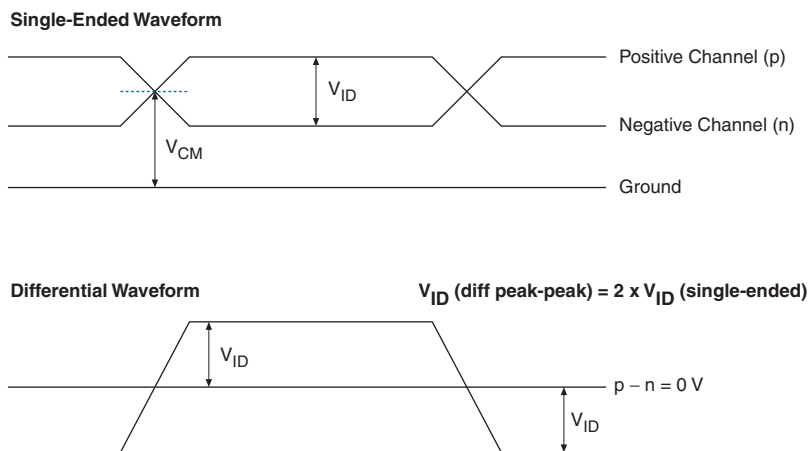 Single-Ended Waveform
Positive Channel (p)
V_ID
Negative Channel (n)
V_CM
Ground
Differential Waveform
V_ID (diff peak-peak) = 2 x V_ID (single-ended)
V_ID
p – n = 0 V
V_ID